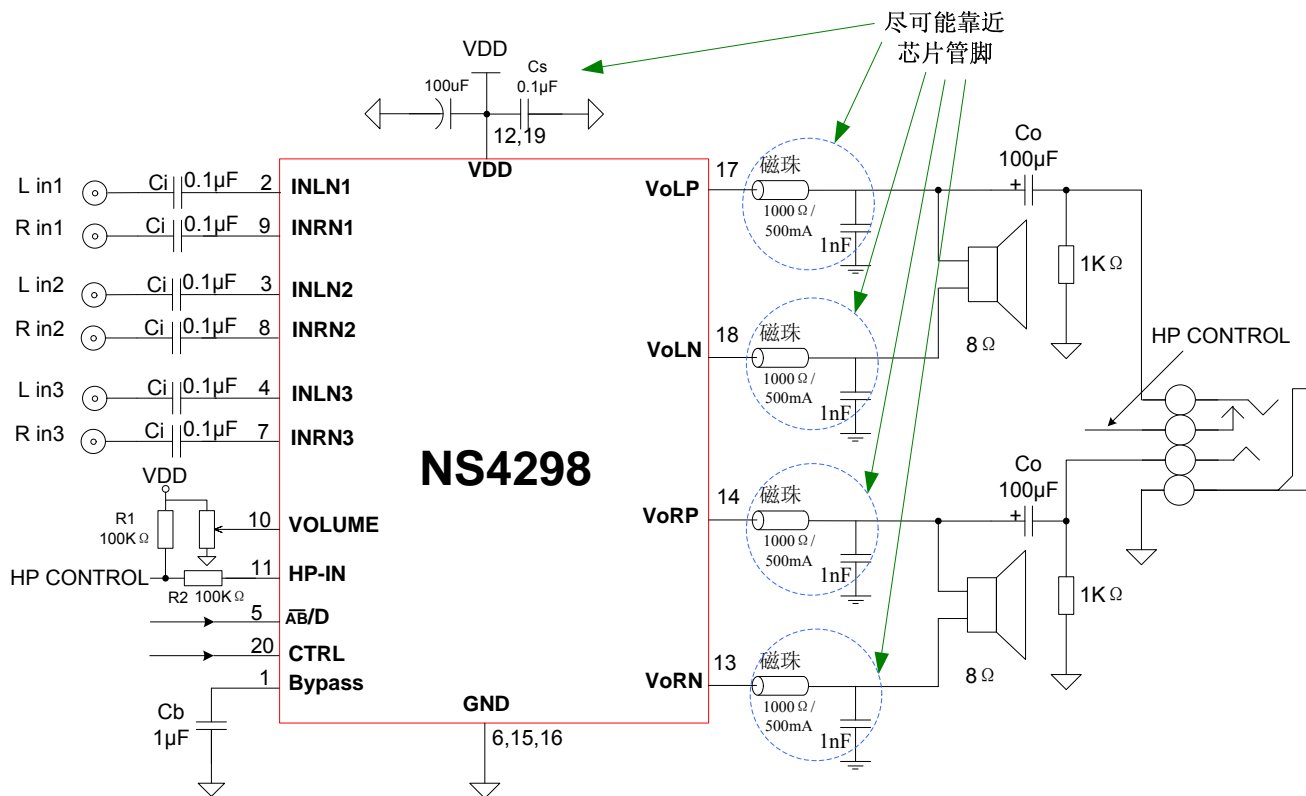 尽可能靠近
芯片管脚
VDD
Cs
100uF
0.1µF
12,19
VDD
L in1
Ci
0.1µF
2
INLN1
R in1
Ci
0.1µF
9
INRN1
L in2
Ci
0.1µF
3
INLN2
R in2
Ci
0.1µF
8
INRN2
L in3
Ci
0.1µF
4
INLN3
R in3
Ci
0.1µF
7
INRN3
VDD
R1
100KΩ
10
VOLUME
HP CONTROL
11
HP-IN
R2 100KΩ
5
A̅B̅/D
20
CTRL
1
Bypass
Cb
1µF
NS4298
GND
6,15,16
VoLP
17
磁珠
1000Ω/
500mA
1nF
VoLN
18
磁珠
1000Ω/
500mA
1nF
VoRP
14
磁珠
1000Ω/
500mA
1nF
VoRN
13
磁珠
1000Ω/
500mA
1nF
Co
100µF
+
1KΩ
8Ω
HP CONTROL
Co
100µF
+
1KΩ
8Ω